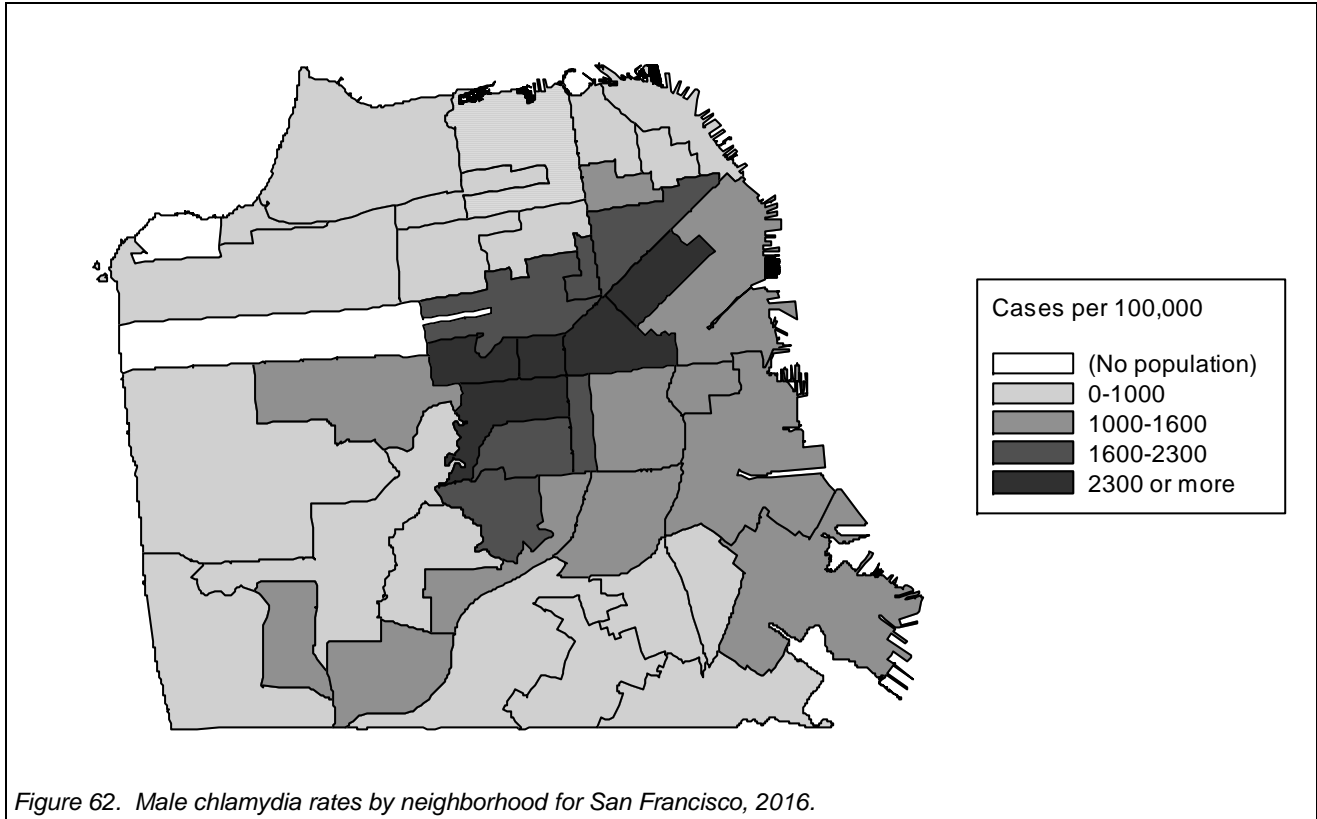 Cases per 100,000
(No population)
0-1000
1000-1600
1600-2300
2300 or more
Figure 62.  Male chlamydia rates by neighborhood for San Francisco, 2016.